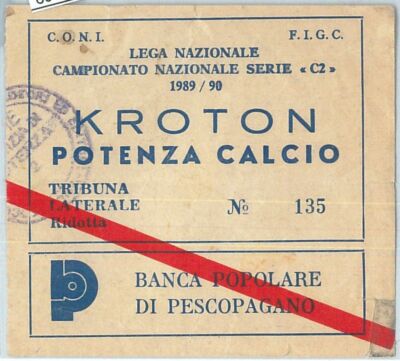 C.O.N.I. F.I.G.C.
LEGA NAZIONALE
CAMPIONATO NAZIONALE SERIE «C2»
1989/90
KROTON
POTENZA CALCIO
TRIBUNA
LATERALE № 135
Ridotta
bp BANCA POPOLARE
DI PESCOPAGANO